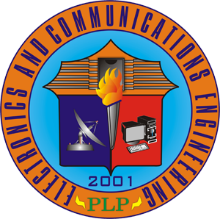 ELECTRONICS AND COMMUNICATIONS ENGINEERING
2001
PLP